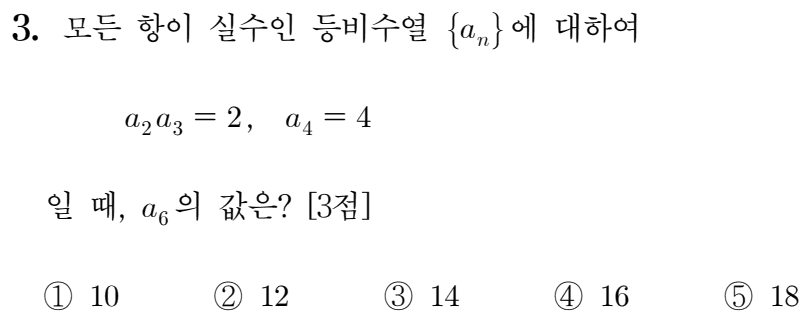 3. 모든 항이 실수인 등비수열 {aₙ}에 대하여
a₂a₃ = 2, a₄ = 4
일 때, a₆의 값은? [3점]
① 10 ② 12 ③ 14 ④ 16 ⑤ 18